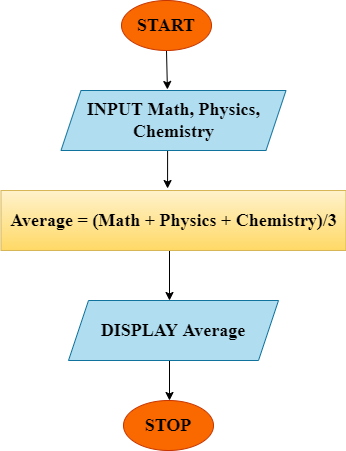 START
INPUT Math, Physics,
Chemistry
Average = (Math + Physics + Chemistry)/3
DISPLAY Average
STOP